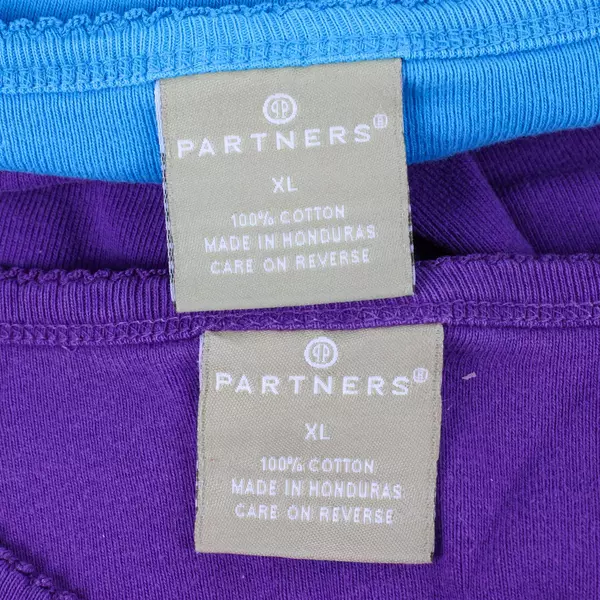 PARTNERS®
XL
100% COTTON
MADE IN HONDURAS
CARE ON REVERSE
PARTNERS®
XL
100% COTTON
MADE IN HONDURAS
CARE ON REVERSE